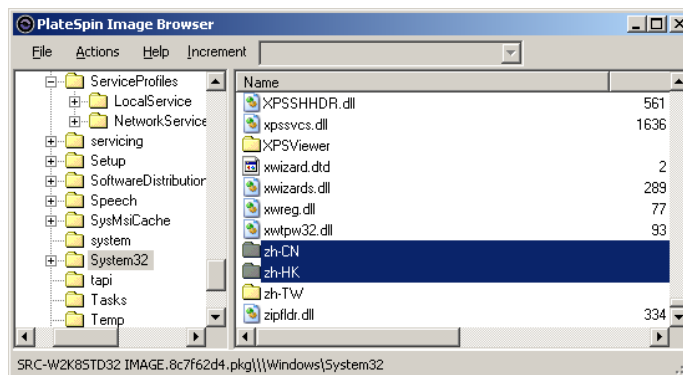 PlateSpin Image Browser
File Actions Help Increment
ServiceProfiles
LocalService
NetworkService
servicing
Setup
SoftwareDistribution
Speech
SysMsiCache
system
System32
tapi
Tasks
Temp
Name
XPSSHHDR.dll 561
xpssvcs.dll 1636
XPSViewer
xwizard.dtd 2
xwizards.dll 289
xwreg.dll 77
xwtpw32.dll 93
zh-CN
zh-HK
zh-TW
zipfldr.dll 334
SRC-W2K8STD32 IMAGE.8c7f62d4.pkg\\\Windows\System32